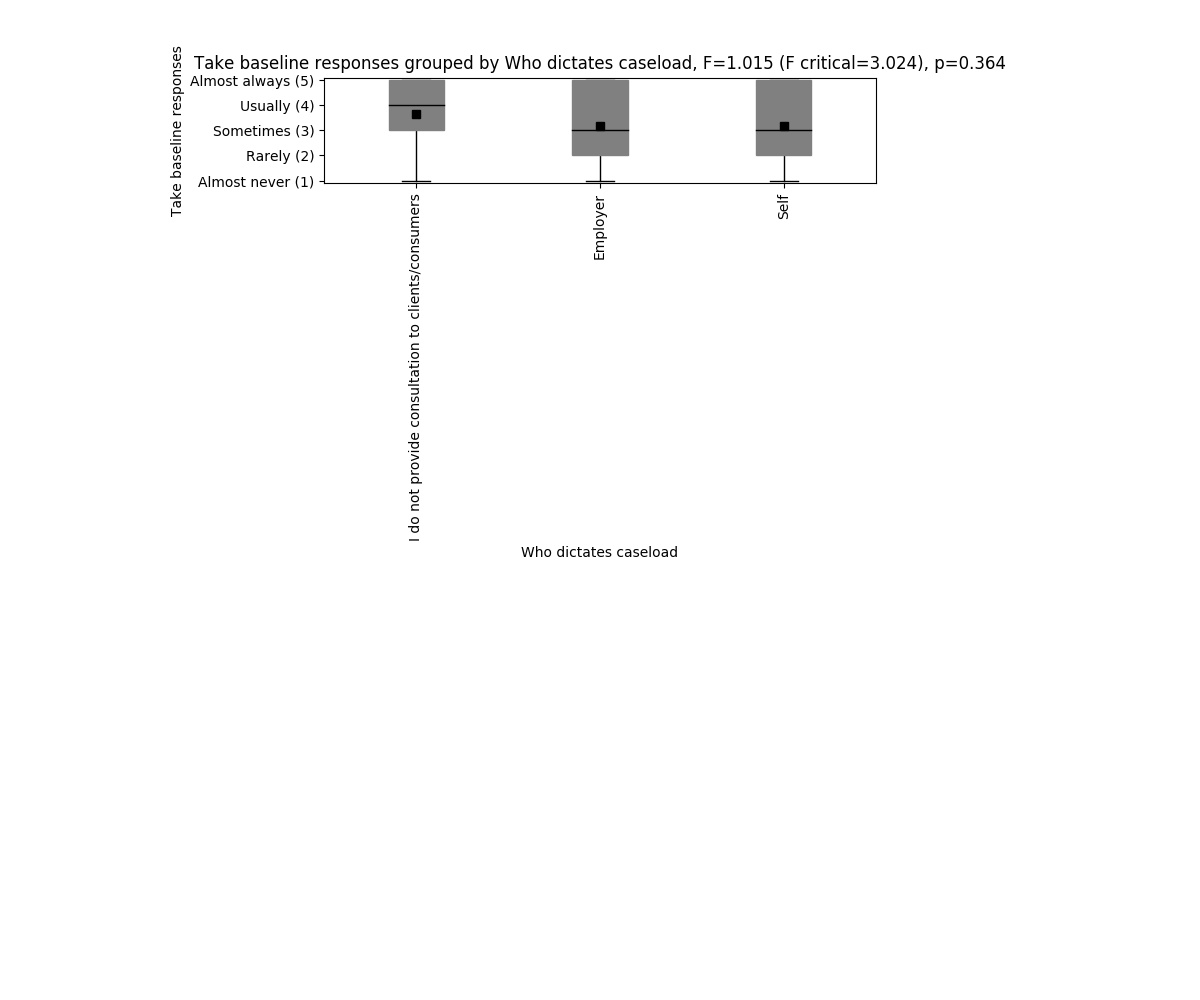 Take baseline responses grouped by Who dictates caseload, F=1.015 (F critical=3.024), p=0.364
Take baseline responses
Almost always (5)
Usually (4)
Sometimes (3)
Rarely (2)
Almost never (1)
I do not provide consultation to clients/consumers
Employer
Self
Who dictates caseload